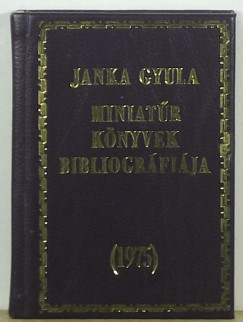 JANKA GYULA
MINIATŰR
KÖNYVEK
BIBLIOGRÁFIÁJA
(1975)